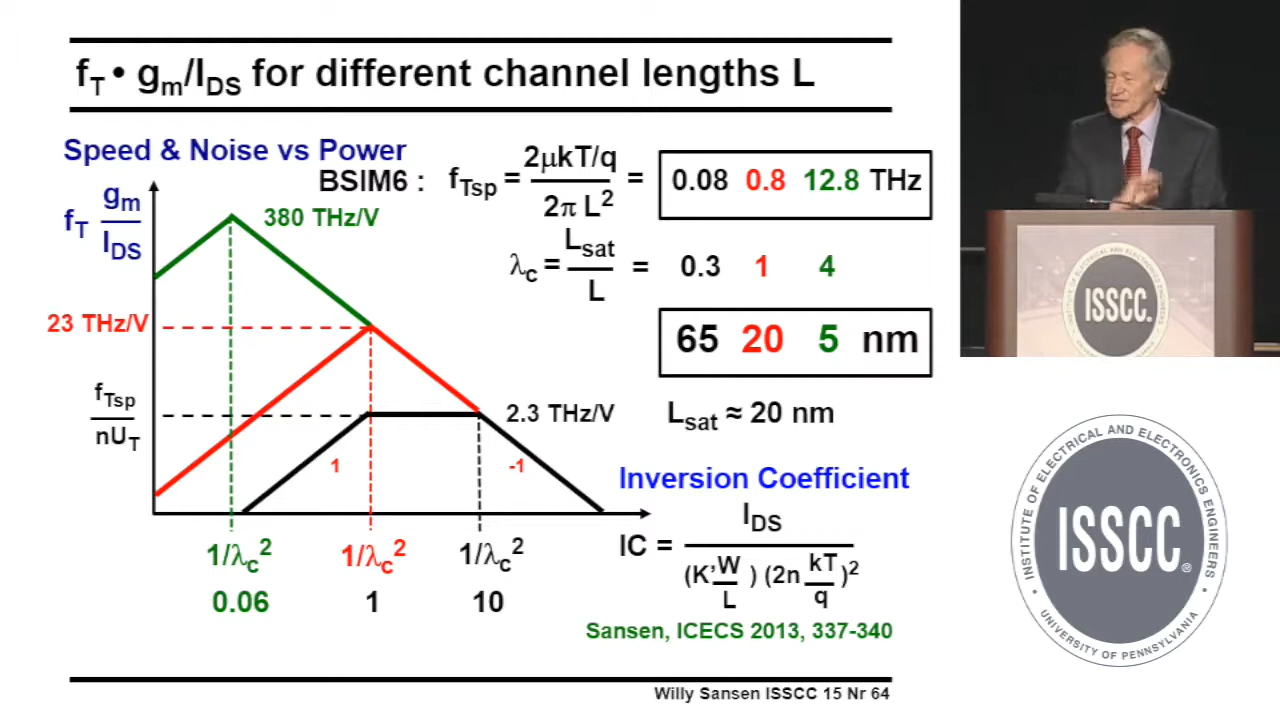 fT • gm/IDS for different channel lengths L
Speed & Noise vs Power
BSIM6 : fTsp = 2μkT/q / 2π L² = 0.08 0.8 12.8 THz
fT gm / IDS
380 THz/V
λc = Lsat / L = 0.3 1 4
23 THz/V
65 20 5 nm
fTsp / nUT
2.3 THz/V
Lsat ≈ 20 nm
1
-1
Inversion Coefficient
IC = IDS / (K' W/L ) (2n kT/q )²
1/λc² 1/λc² 1/λc²
0.06 1 10
Sansen, ICECS 2013, 337-340
Willy Sansen ISSCC 15 Nr 64
ISSCC.
INSTITUTE OF ELECTRICAL AND ELECTRONICS ENGINEERS
ISSCC®
UNIVERSITY OF PENNSYLVANIA